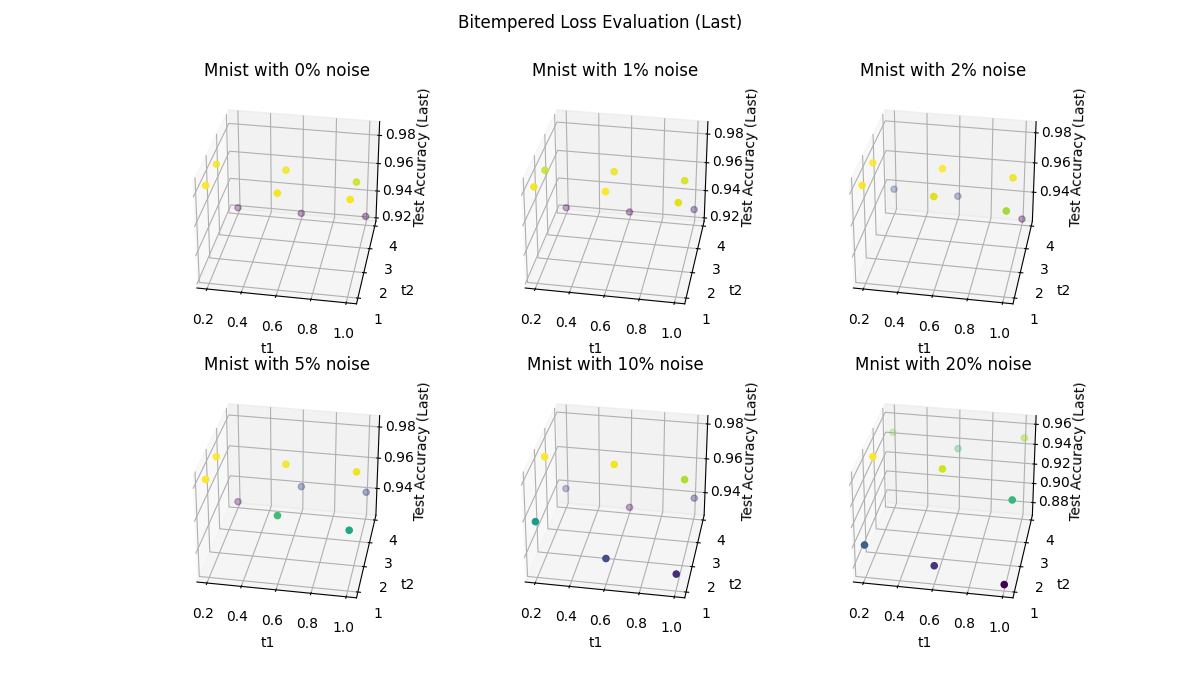 Bitempered Loss Evaluation (Last)
Mnist with 0% noise
0.98
0.96
0.94
0.92
Test Accuracy (Last)
4
3
2
1
t2
0.2 0.4 0.6 0.8 1.0
t1
Mnist with 1% noise
0.98
0.96
0.94
0.92
Test Accuracy (Last)
4
3
2
1
t2
0.2 0.4 0.6 0.8 1.0
t1
Mnist with 2% noise
0.98
0.96
0.94
Test Accuracy (Last)
4
3
2
1
t2
0.2 0.4 0.6 0.8 1.0
t1
Mnist with 5% noise
0.98
0.96
0.94
Test Accuracy (Last)
4
3
2
1
t2
0.2 0.4 0.6 0.8 1.0
t1
Mnist with 10% noise
0.98
0.96
0.94
Test Accuracy (Last)
4
3
2
1
t2
0.2 0.4 0.6 0.8 1.0
t1
Mnist with 20% noise
0.96
0.94
0.92
0.90
0.88
Test Accuracy (Last)
4
3
2
1
t2
0.2 0.4 0.6 0.8 1.0
t1